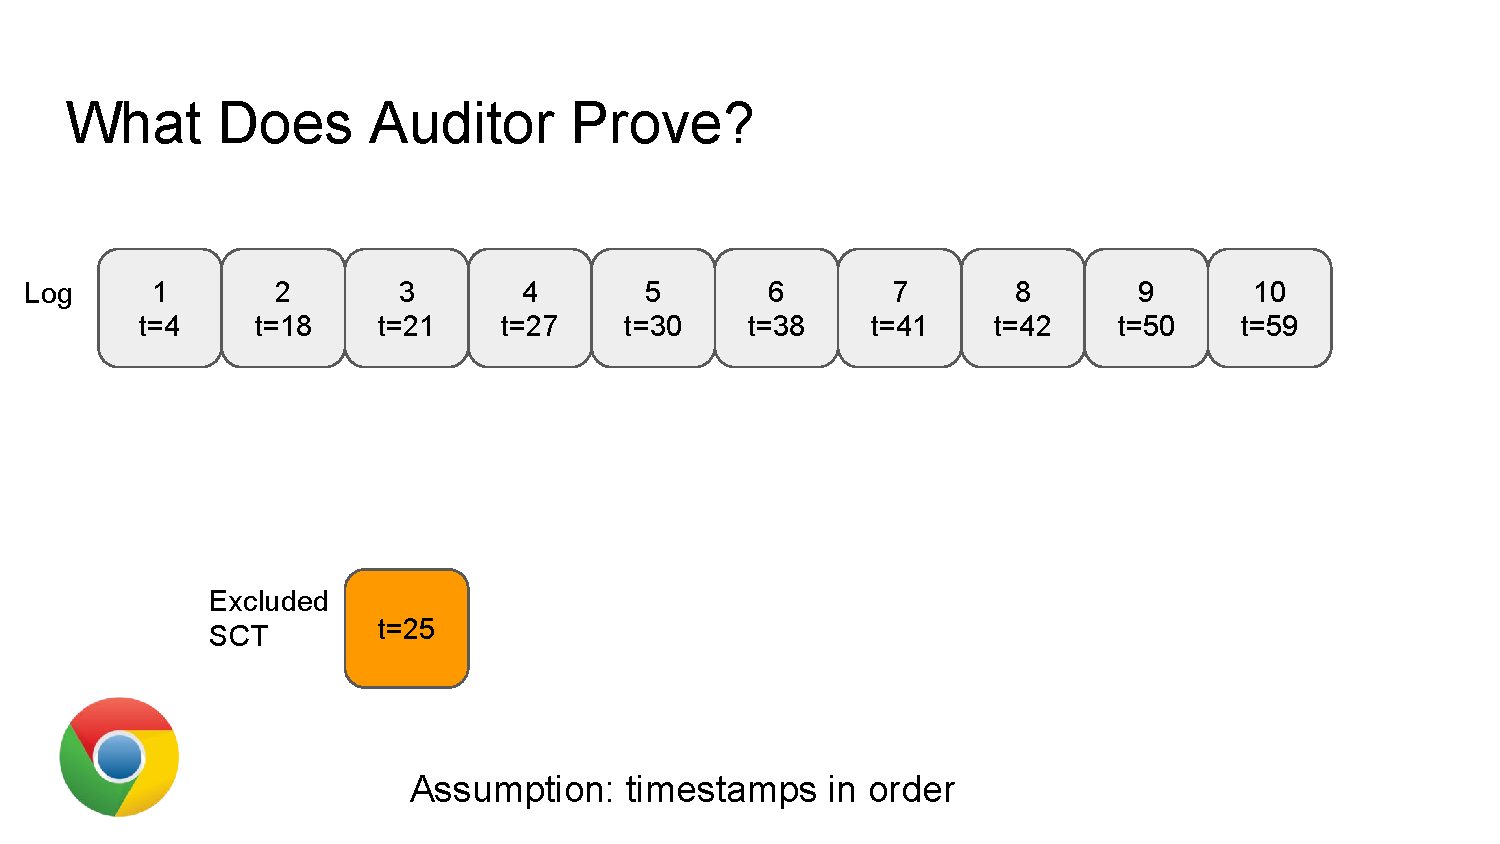 What Does Auditor Prove?
Log
1
t=4
2
t=18
3
t=21
4
t=27
5
t=30
6
t=38
7
t=41
8
t=42
9
t=50
10
t=59
Excluded
SCT
t=25
Assumption: timestamps in order